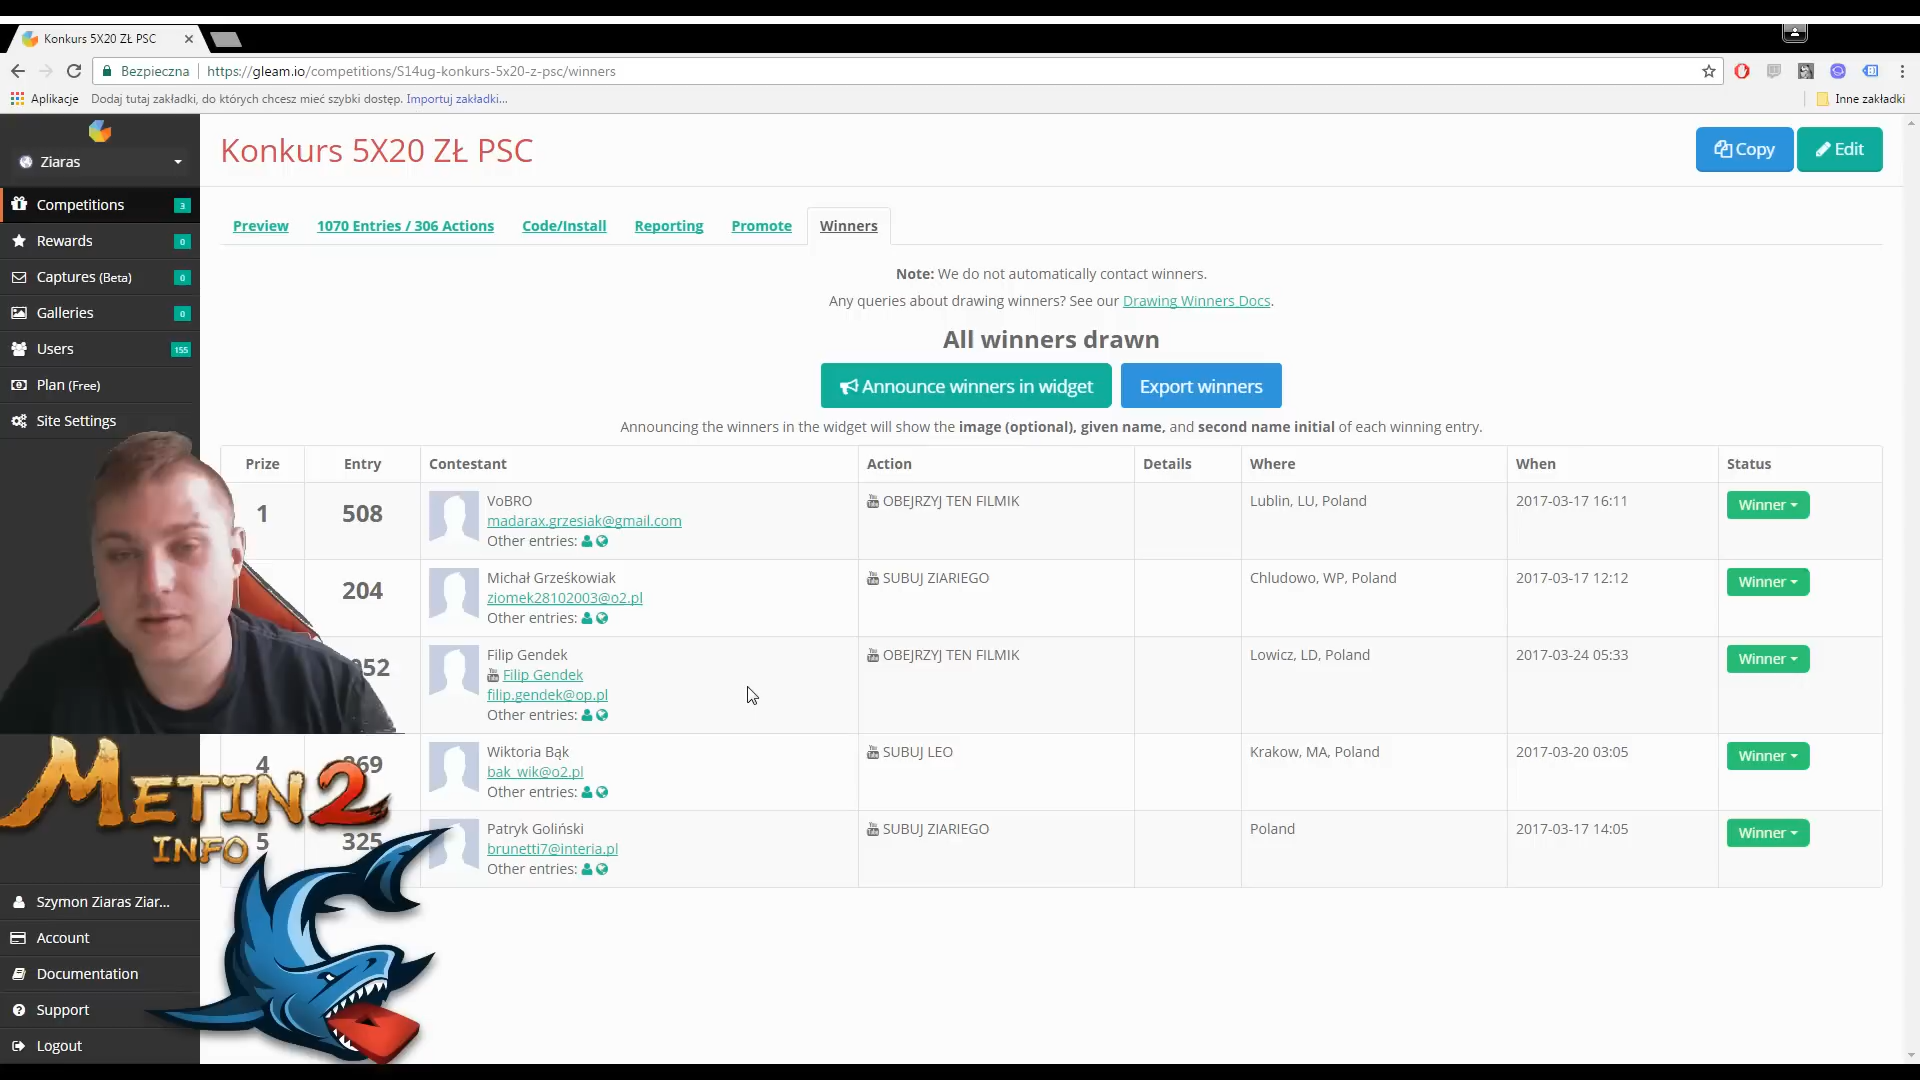 Konkurs 5X20 ZŁ PSC
Bezpieczna
https://gleam.io/competitions/S14ug-konkurs-5x20-z-psc/winners
Aplikacje Dodaj tutaj zakładki, do których chcesz mieć szybki dostęp. Importuj zakładki... Inne zakładki
Ziaras
Competitions 3
Rewards 0
Captures (Beta) 0
Galleries 0
Users 155
Plan (Free)
Site Settings
Konkurs 5X20 ZŁ PSC
Copy Edit
Preview 1070 Entries / 306 Actions Code/Install Reporting Promote Winners
Note: We do not automatically contact winners.
Any queries about drawing winners? See our Drawing Winners Docs.
All winners drawn
Announce winners in widget Export winners
Announcing the winners in the widget will show the image (optional), given name, and second name initial of each winning entry.
Prize Entry Contestant Action Details Where When Status
1 508 VoBRO OBEJRZYJ TEN FILMIK Lublin, LU, Poland 2017-03-17 16:11 Winner
madarax.grzesiak@gmail.com
Other entries:
204 Michał Grześkowiak SUBUJ ZIARIEGO Chludowo, WP, Poland 2017-03-17 12:12 Winner
ziomek28102003@o2.pl
Other entries:
52 Filip Gendek OBEJRZYJ TEN FILMIK Lowicz, LD, Poland 2017-03-24 05:33 Winner
Filip Gendek
filip.gendek@op.pl
Other entries:
4 69 Wiktoria Bąk SUBUJ LEO Krakow, MA, Poland 2017-03-20 03:05 Winner
bak_wik@o2.pl
Other entries:
5 325 Patryk Goliński SUBUJ ZIARIEGO Poland 2017-03-17 14:05 Winner
brunetti7@interia.pl
Other entries:
METIN2
INFO
Szymon Ziaras Ziar...
Account
Documentation
Support
Logout